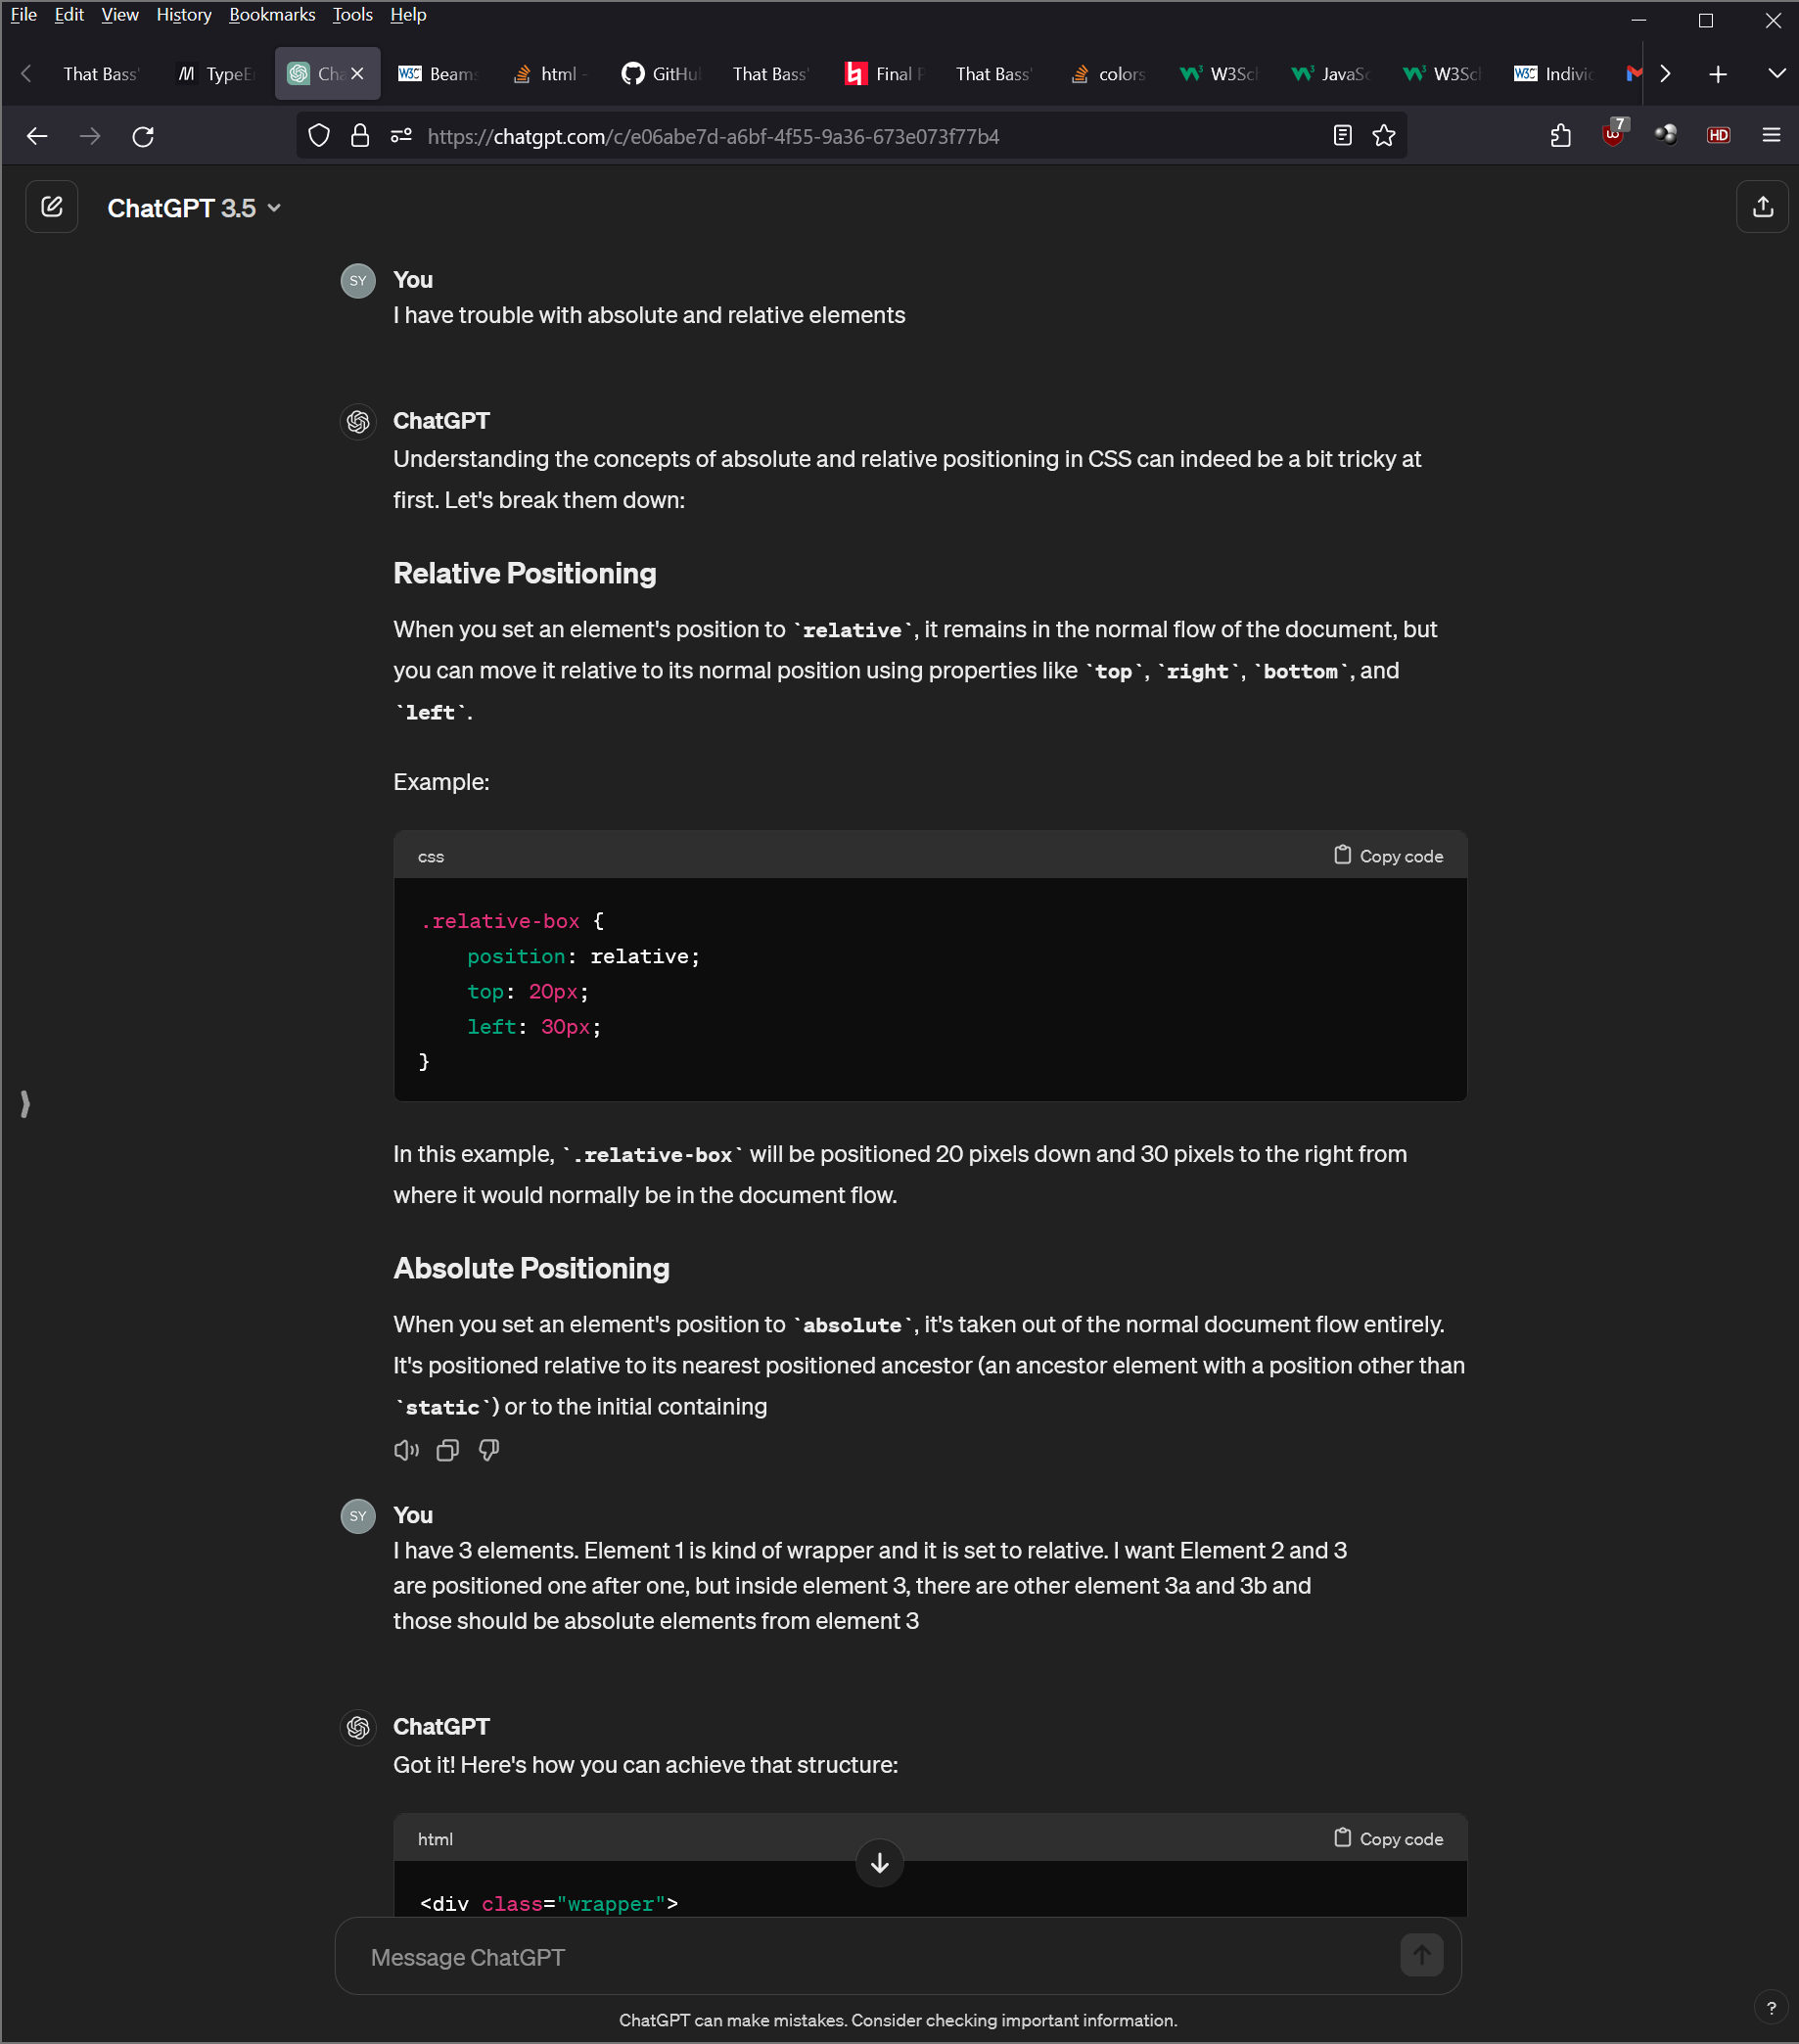 File Edit View History Bookmarks Tools Help
That Bass' TypeE Cha Beams html - GitHu That Bass' Final P That Bass' colors W3Sc JavaSc W3Sc Indivi
https://chatgpt.com/c/e06abe7d-a6bf-4f55-9a36-673e073f77b4 7 HD
ChatGPT 3.5
SY You
I have trouble with absolute and relative elements
ChatGPT
Understanding the concepts of absolute and relative positioning in CSS can indeed be a bit tricky at
first. Let's break them down:
Relative Positioning
When you set an element's position to `relative`, it remains in the normal flow of the document, but
you can move it relative to its normal position using properties like `top`, `right`, `bottom`, and
`left`.
Example:
css Copy code
.relative-box {
position: relative;
top: 20px;
left: 30px;
}
In this example, `.relative-box` will be positioned 20 pixels down and 30 pixels to the right from
where it would normally be in the document flow.
Absolute Positioning
When you set an element's position to `absolute`, it's taken out of the normal document flow entirely.
It's positioned relative to its nearest positioned ancestor (an ancestor element with a position other than
`static`) or to the initial containing
SY You
I have 3 elements. Element 1 is kind of wrapper and it is set to relative. I want Element 2 and 3
are positioned one after one, but inside element 3, there are other element 3a and 3b and
those should be absolute elements from element 3
ChatGPT
Got it! Here's how you can achieve that structure:
html Copy code
<div class="wrapper">
Message ChatGPT
ChatGPT can make mistakes. Consider checking important information.
?